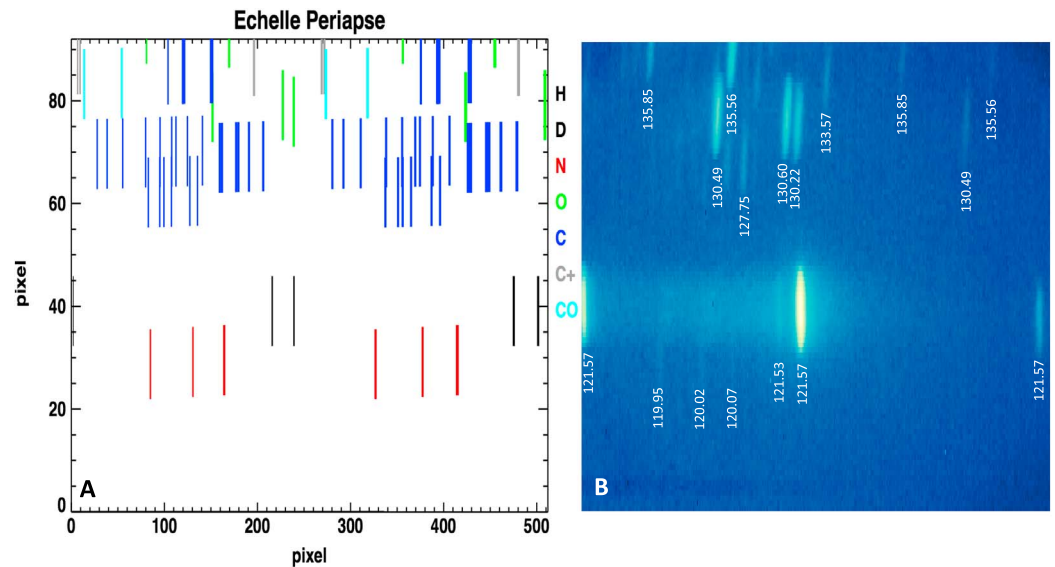 Echelle Periapse
80
60
40
20
0
pixel
0 100 200 300 400 500
pixel
A
H
D
N
O
C
C+
CO
135.85
135.56
133.57
135.85
135.56
130.49
127.75
130.60
130.22
130.49
121.57
119.95
120.02
120.07
121.53
121.57
121.57
B